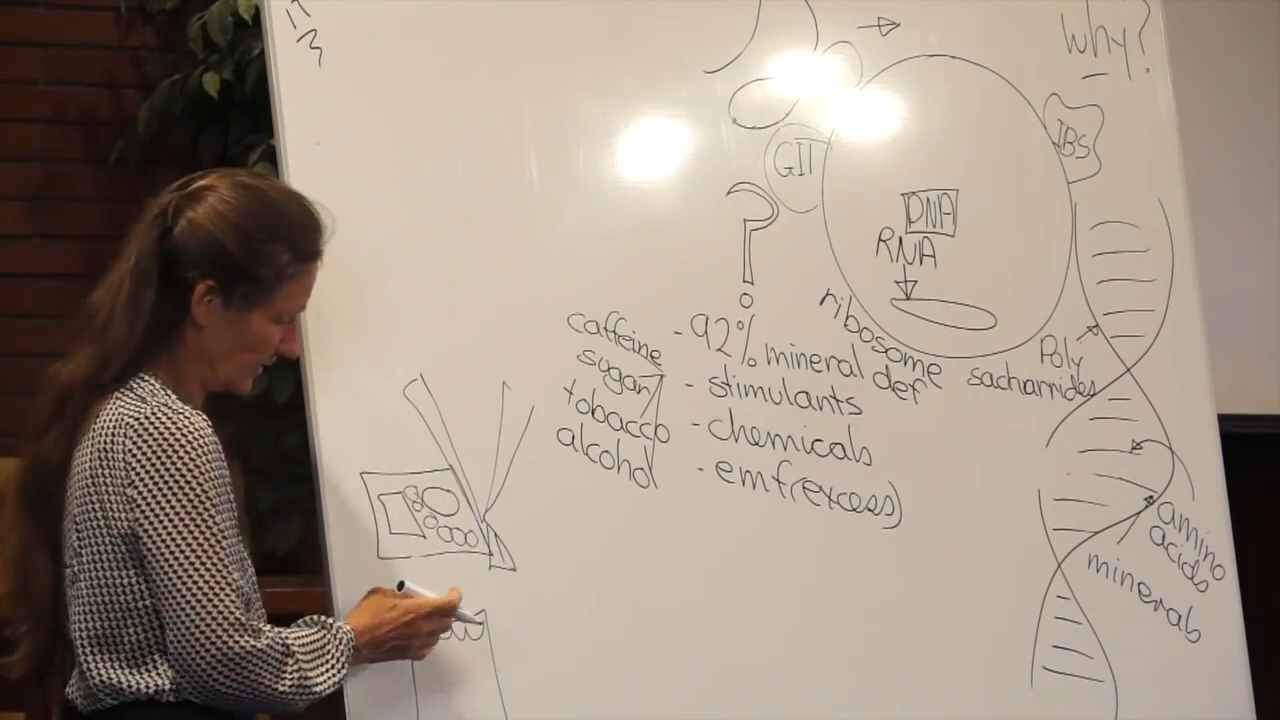 Why?
IBS
GIT
DNA
RNA
ribosome
Poly
sacharrides
caffeine
sugar
tobacco
alcohol
- 92% mineral def
- stimulants
- chemicals
- emf(excess)
amino
acids
minerals